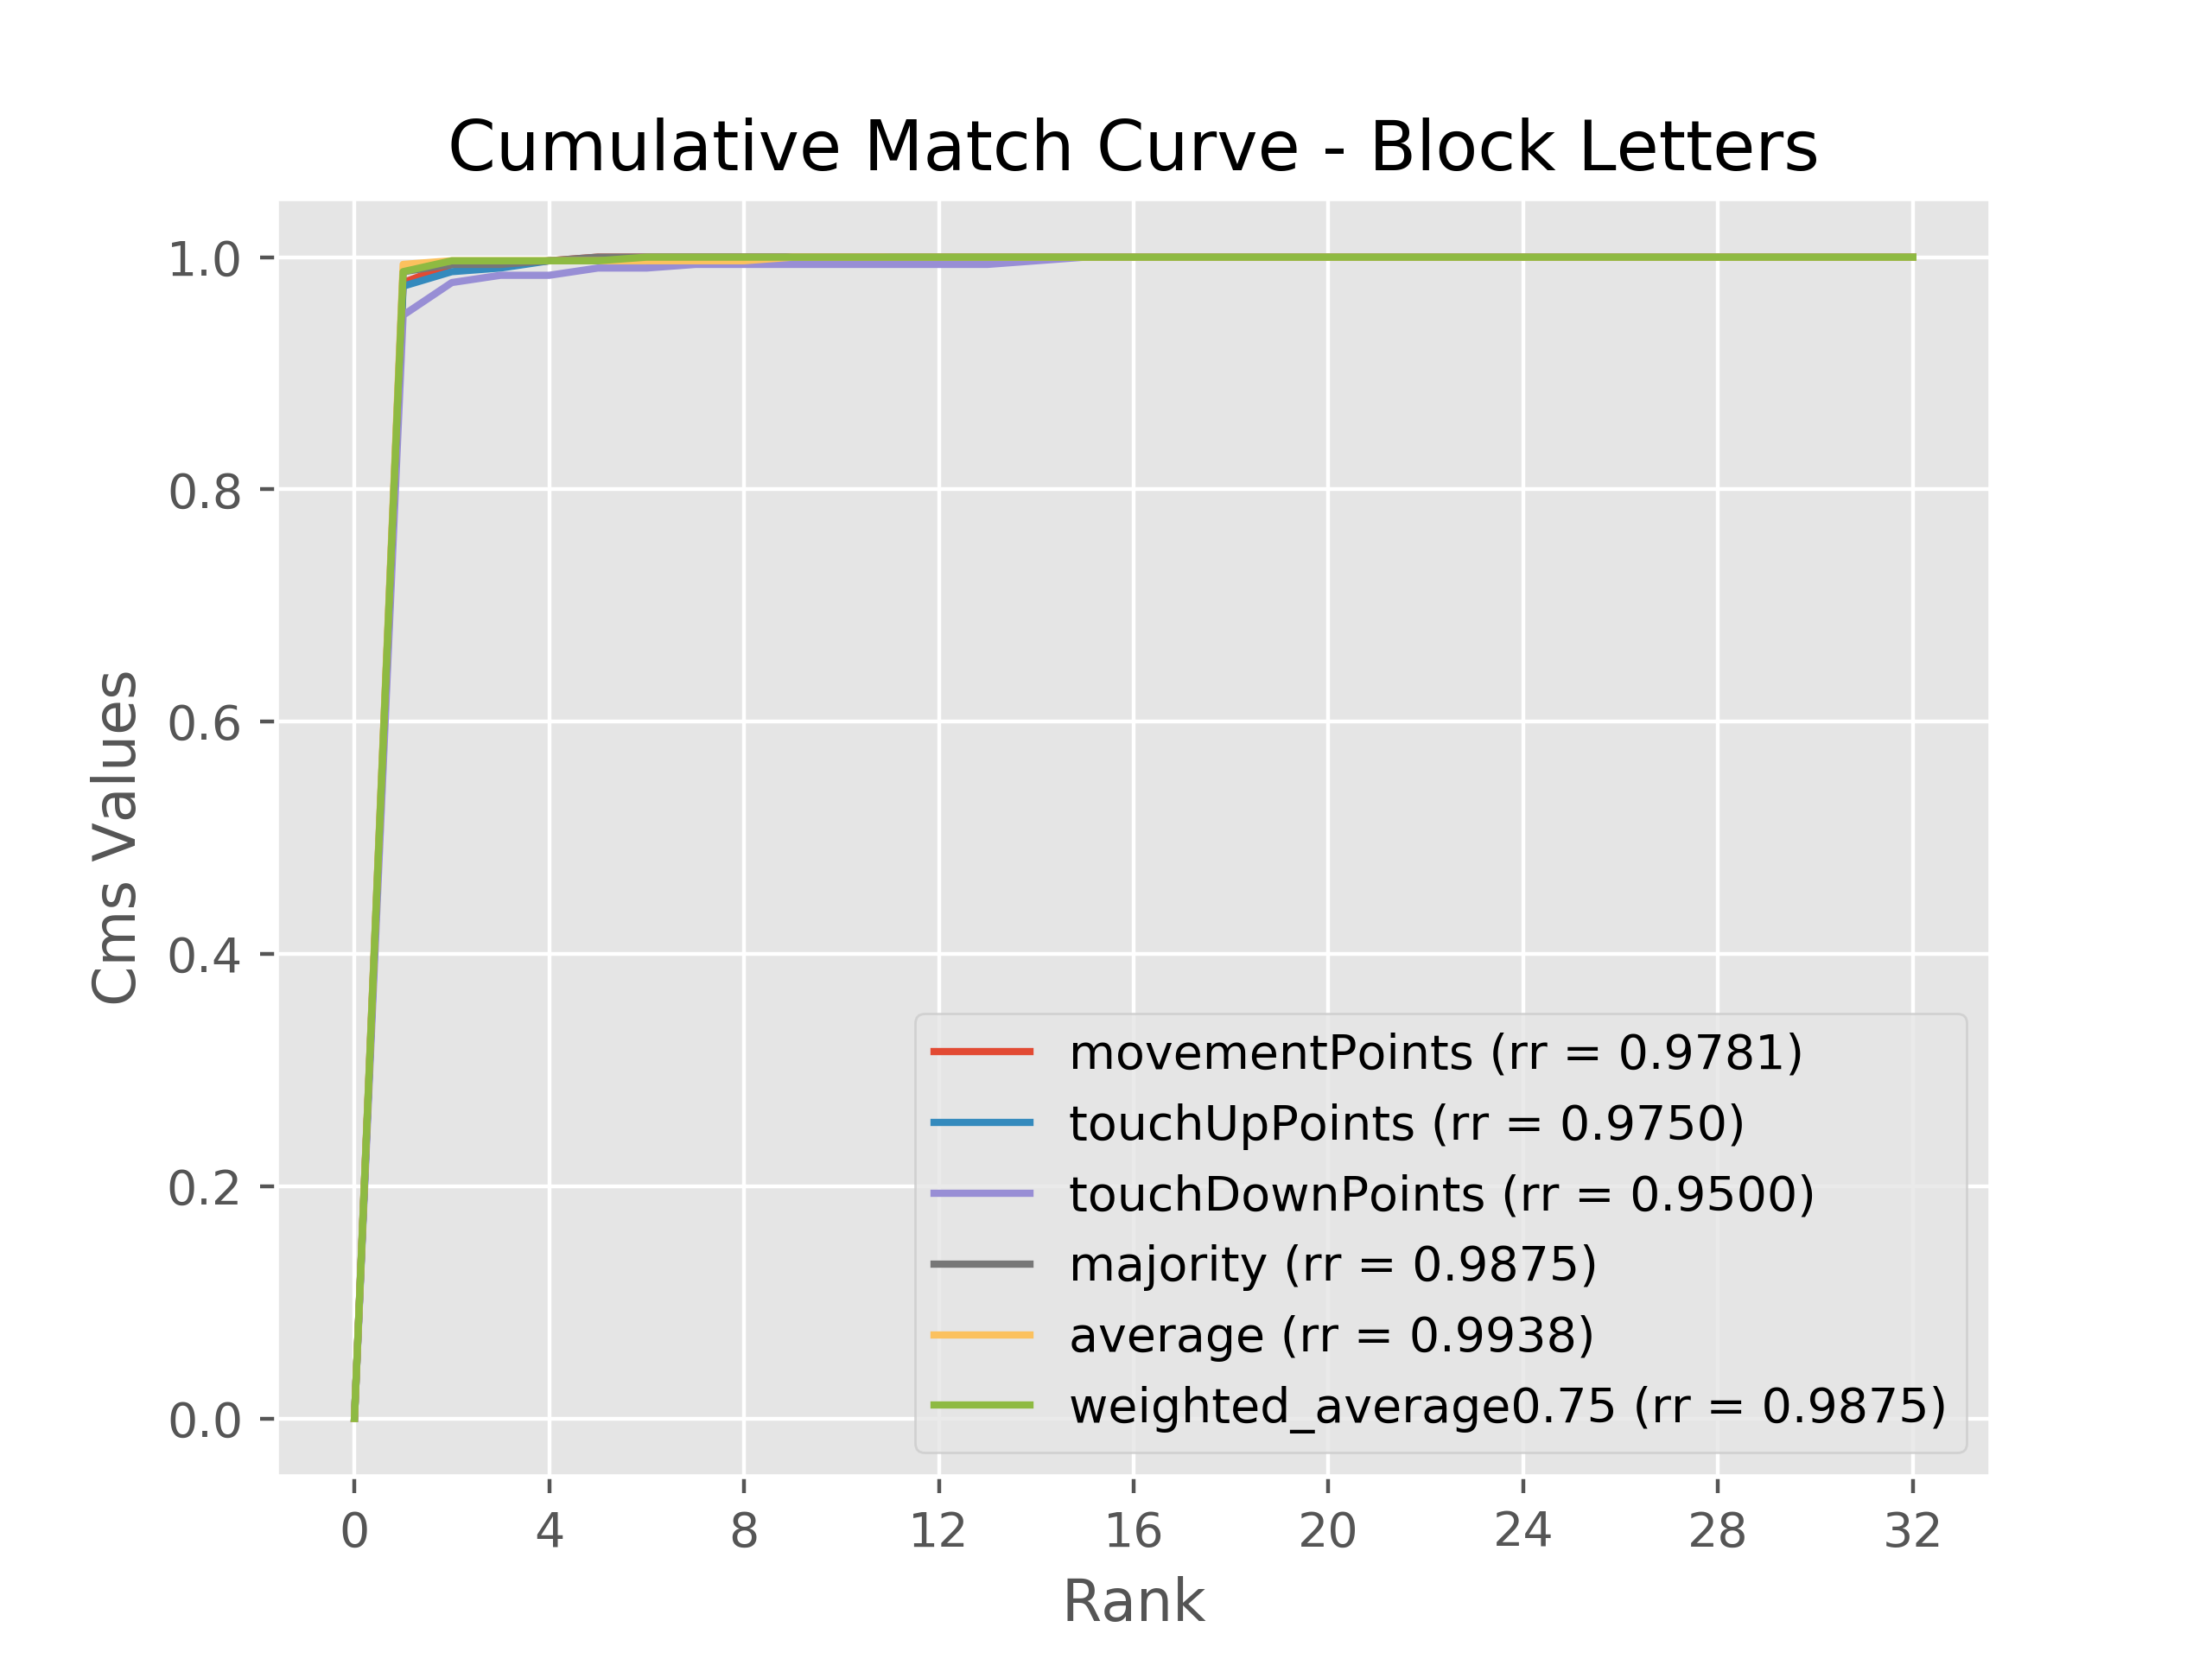 Cumulative Match Curve - Block Letters
1.0
0.8
0.6
0.4
0.2
0.0
Cms Values
movementPoints (rr = 0.9781)
touchUpPoints (rr = 0.9750)
touchDownPoints (rr = 0.9500)
majority (rr = 0.9875)
average (rr = 0.9938)
weighted_average0.75 (rr = 0.9875)
0 4 8 12 16 20 24 28 32
Rank